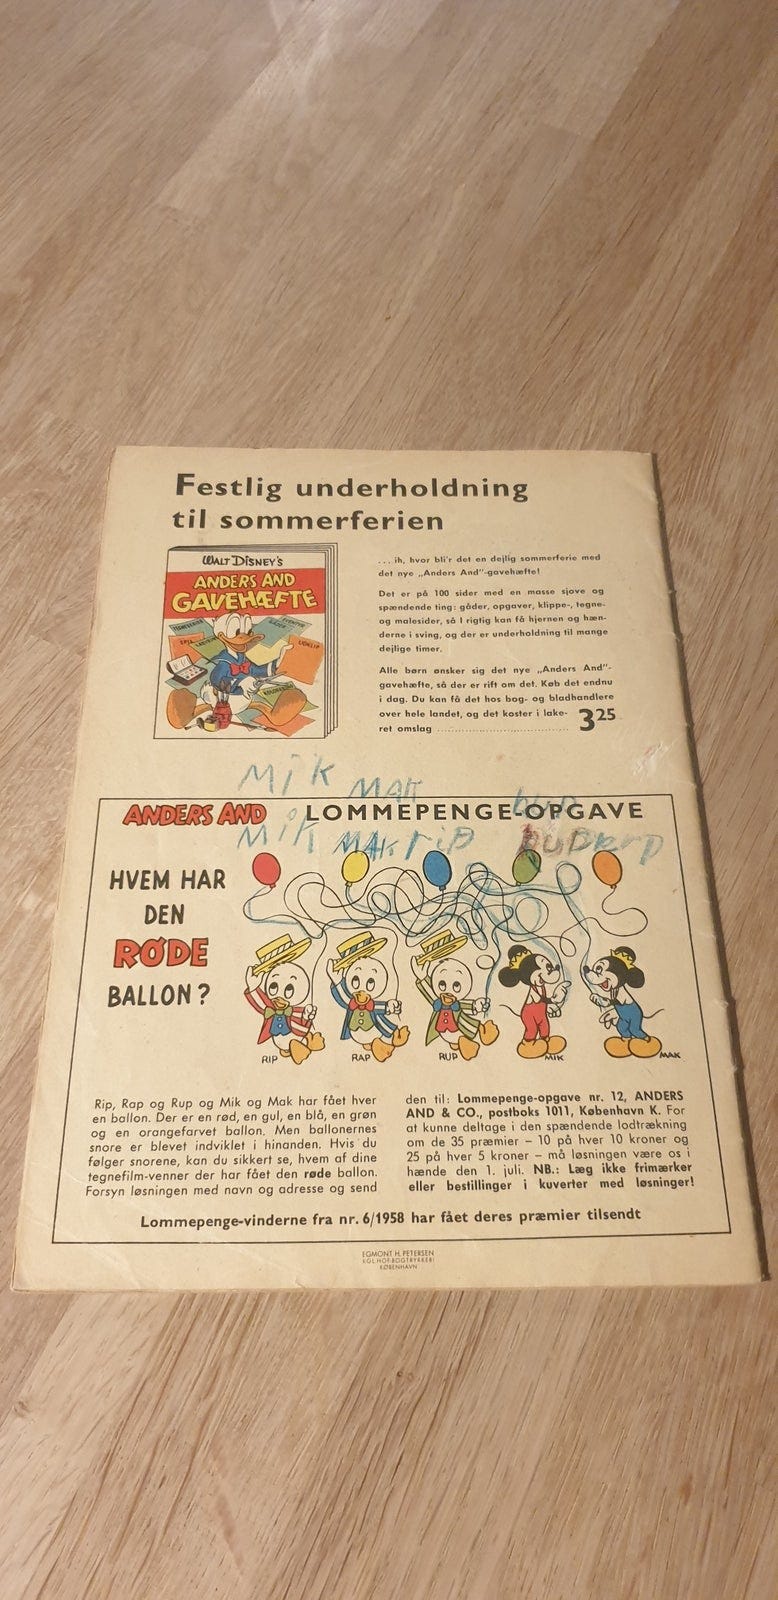 Festlig underholdning
til sommerferien
WALT DISNEY'S
ANDERS AND
GAVEHÆFTE
TEGNESERIER
EVENTYR
GÅDER
SPIL
UDKLIP
. . . ih, hvor bli'r det en dejlig sommerferie med
det nye „Anders And"-gavehæfte!
Det er på 100 sider med en masse sjove og
spændende ting: gåder, opgaver, klippe-, tegne-
og malesider, så I rigtig kan få hjernen og hæn-
derne i sving, og der er underholdning til mange
dejlige timer.
Alle børn ønsker sig det nye „Anders And"-
gavehæfte, så der er rift om det. Køb det endnu
i dag. Du kan få det hos bog- og bladhandlere
over hele landet, og det koster i lake-
ret omslag ........................................ 3 25
Mik MAK
ANDERS AND LOMMEPENGE-OPGAVE
Mik MAK rip
HVEM HAR
DEN
RØDE
BALLON?
RIP RAP RUP MIK MAK
Rip, Rap og Rup og Mik og Mak har fået hver
en ballon. Der er en rød, en gul, en blå, en grøn
og en orangefarvet ballon. Men ballonernes
snore er blevet indviklet i hinanden. Hvis du
følger snorene, kan du sikkert se, hvem af dine
tegnefilm-venner der har fået den røde ballon.
Forsyn løsningen med navn og adresse og send
den til: Lommepenge-opgave nr. 12, ANDERS
AND & CO., postboks 1011, København K. For
at kunne deltage i den spændende lodtrækning
om de 35 præmier – 10 på hver 10 kroner og
25 på hver 5 kroner – må løsningen være os i
hænde den 1. juli. NB.: Læg ikke frimærker
eller bestillinger i kuverter med løsninger!
Lommepenge-vinderne fra nr. 6/1958 har fået deres præmier tilsendt
EGMONT H. PETERSEN
KGL. HOF-BOGTRYKKERI
KØBENHAVN